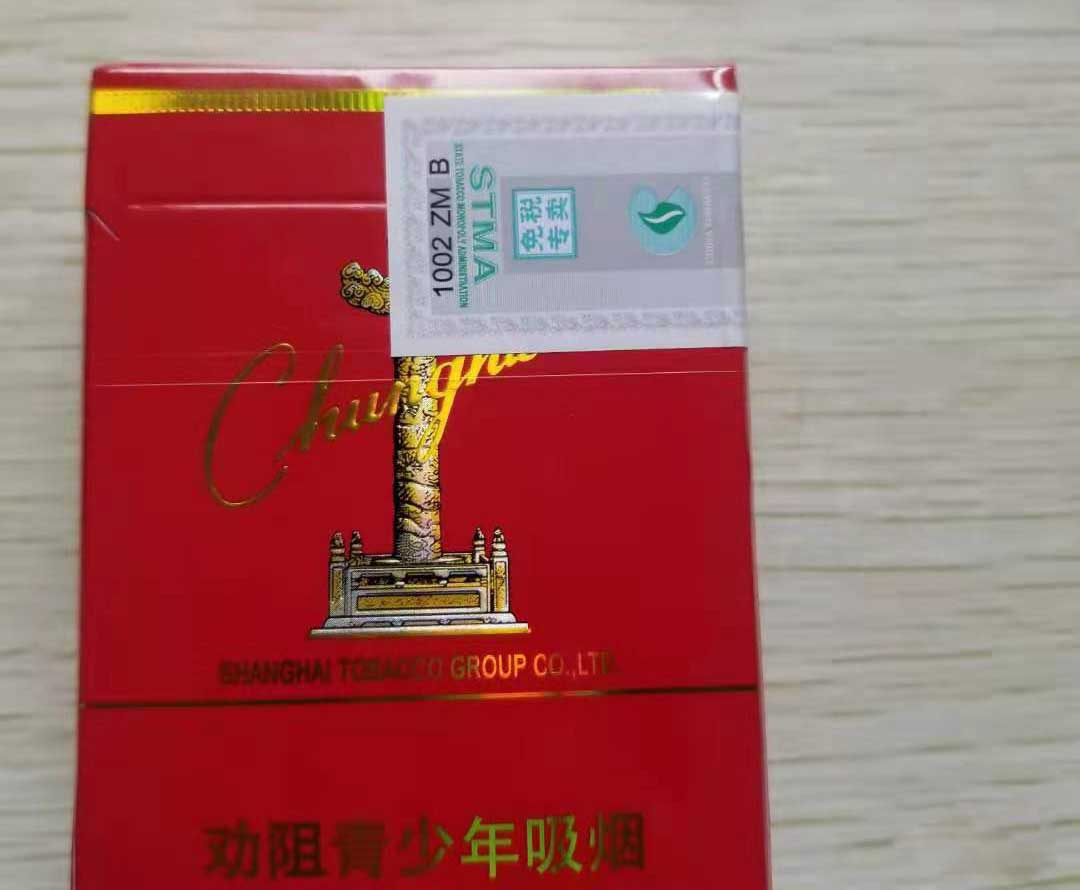 1002 ZM B
STATE TOBACCO MONOPOLY ADMINISTRATION
STMA
免税
专卖
Chungh
SHANGHAI TOBACCO GROUP CO.,LTD.
劝阻青少年吸烟